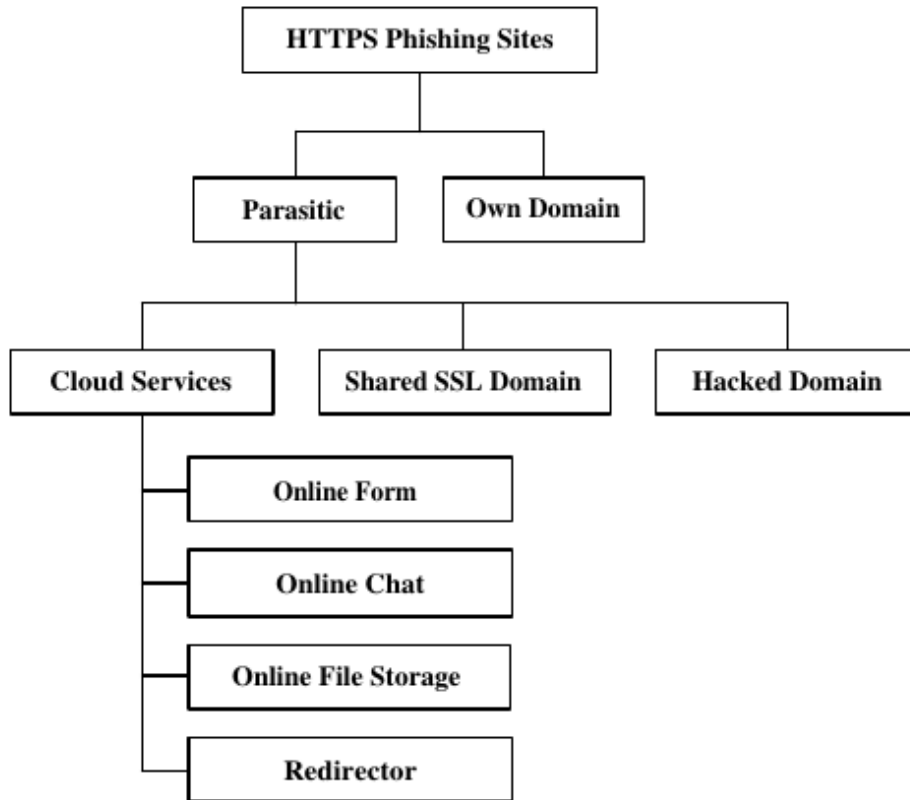 HTTPS Phishing Sites
Parasitic
Own Domain
Cloud Services
Shared SSL Domain
Hacked Domain
Online Form
Online Chat
Online File Storage
Redirector